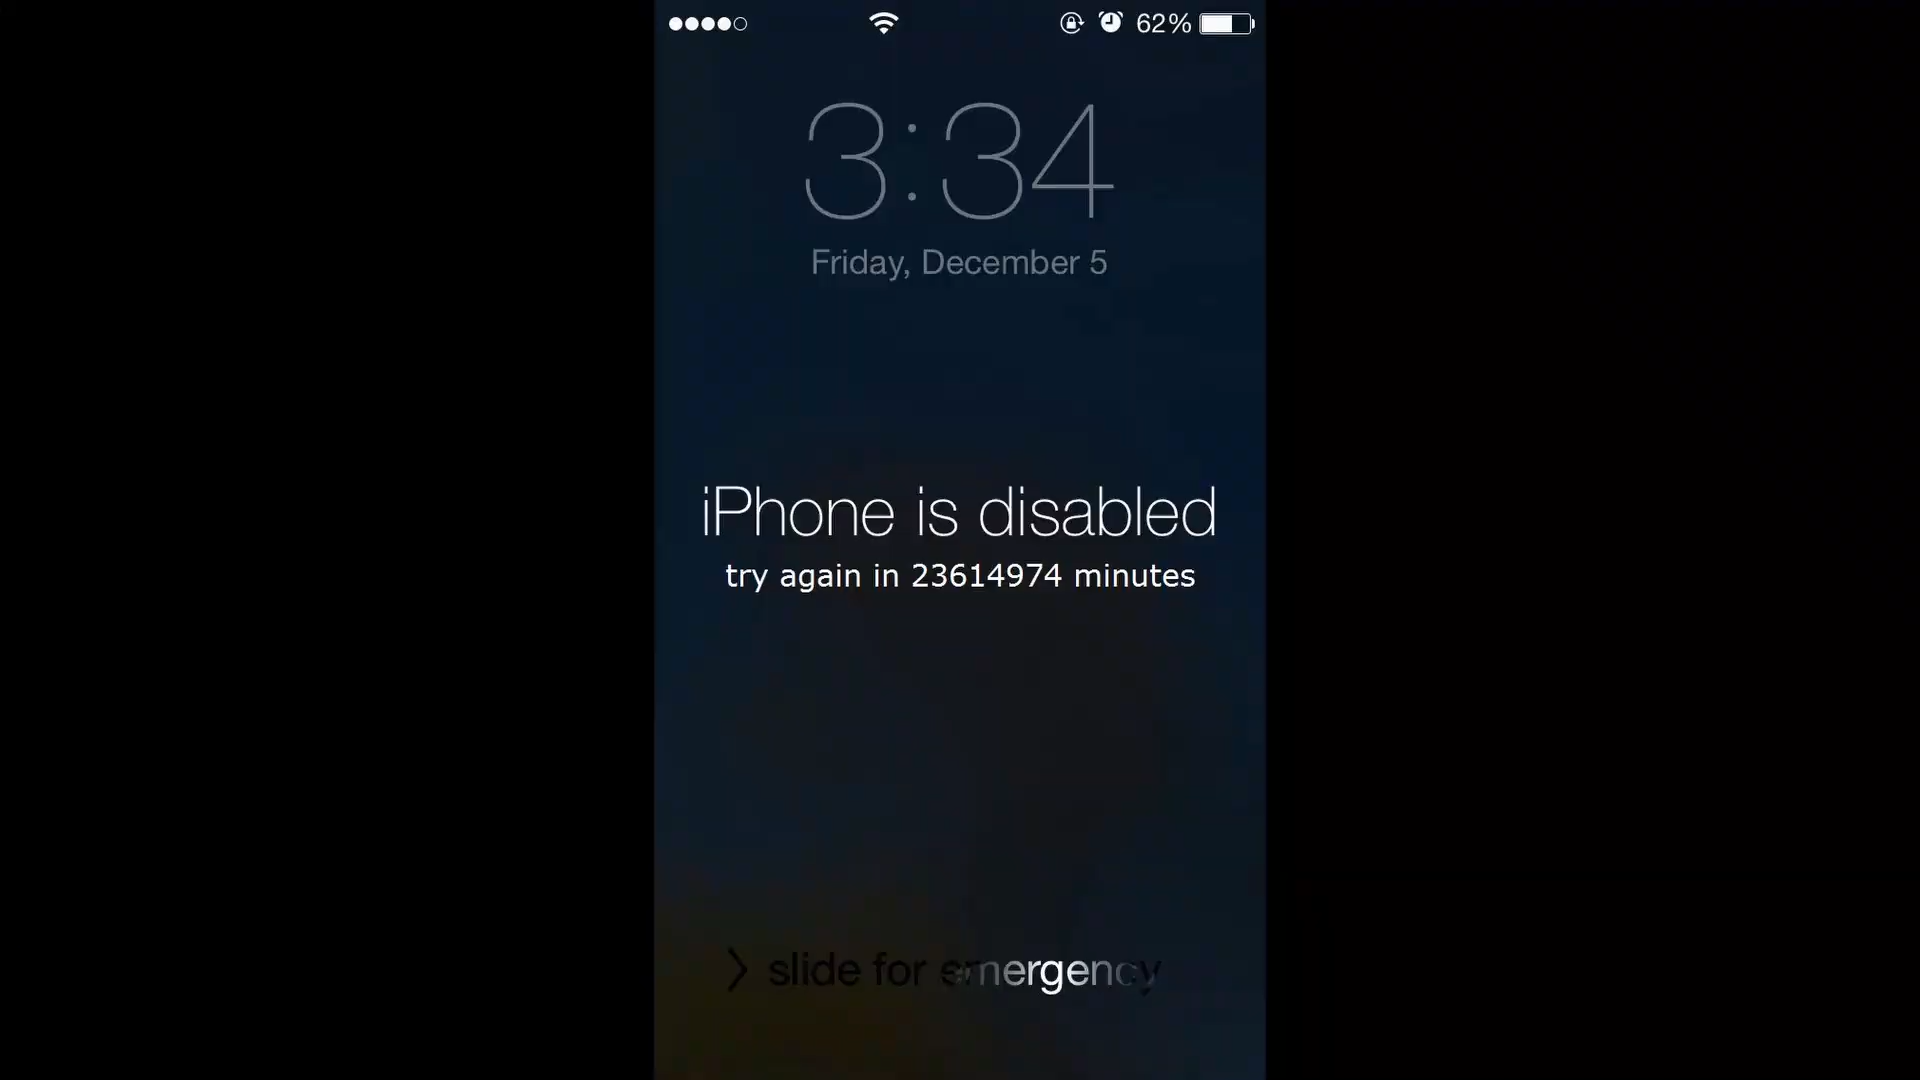 62%
3:34
Friday, December 5
iPhone is disabled
try again in 23614974 minutes
slide for emergency